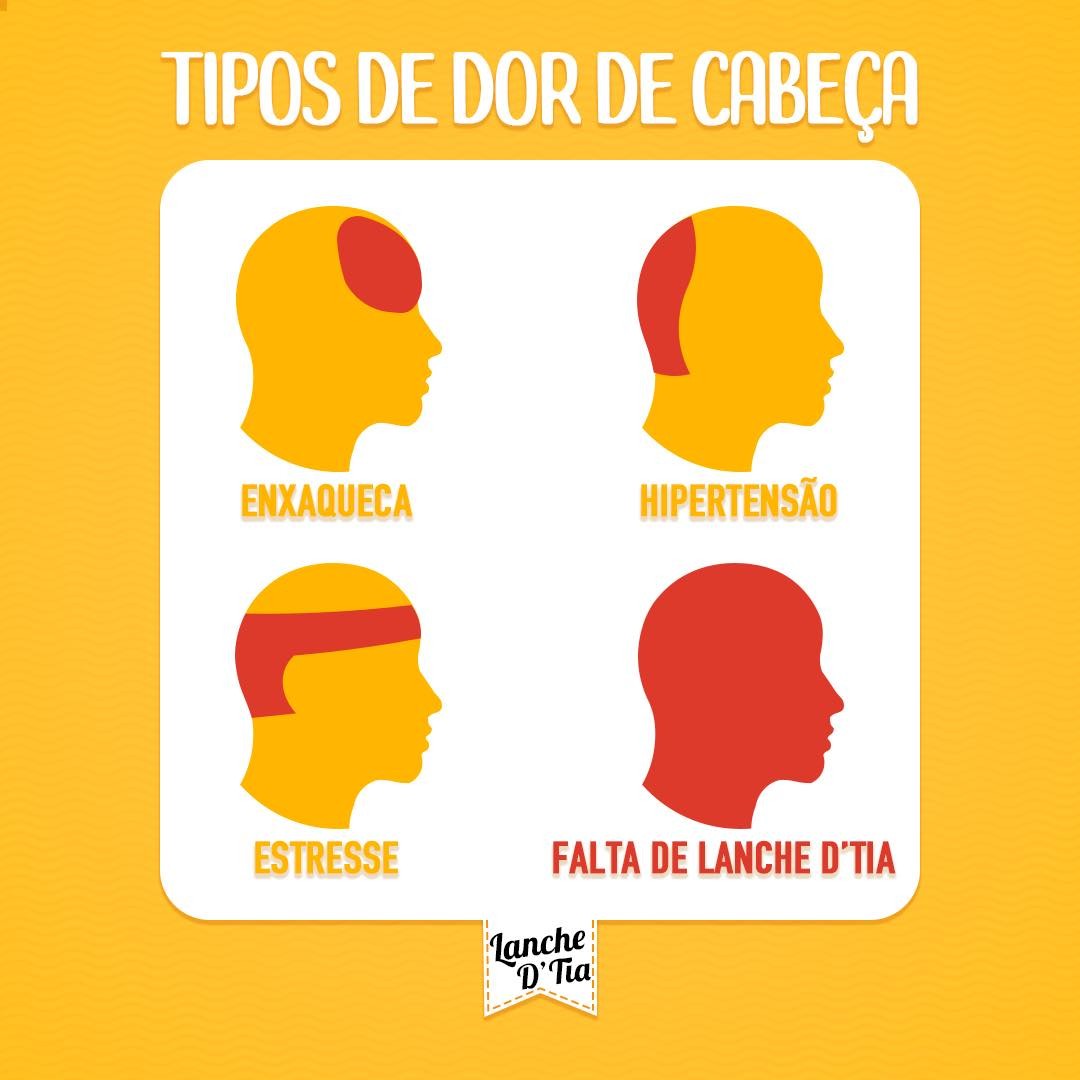 TIPOS DE DOR DE CABEÇA
ENXAQUECA
HIPERTENSÃO
ESTRESSE
FALTA DE LANCHE D'TIA
Lanche
D'Tia